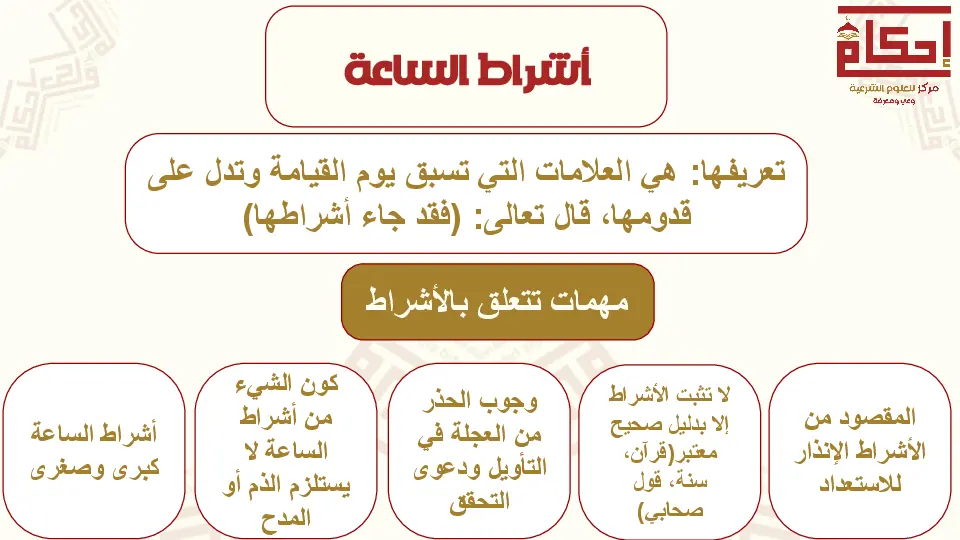 إحكام
مركز للعلوم الشرعية
وعي ومعرفة
أشراط الساعة
تعريفها: هي العلامات التي تسبق يوم القيامة وتدل على
قدومها، قال تعالى: (فقد جاء أشراطها)
مهمات تتعلق بالأشراط
المقصود من
الأشراط الإنذار
للاستعداد
لا تثبت الأشراط
إلا بدليل صحيح
معتبر(قرآن،
سنة، قول
صحابي)
وجوب الحذر
من العجلة في
التأويل ودعوى
التحقق
كون الشيء
من أشراط
الساعة لا
يستلزم الذم أو
المدح
أشراط الساعة
كبرى وصغرى